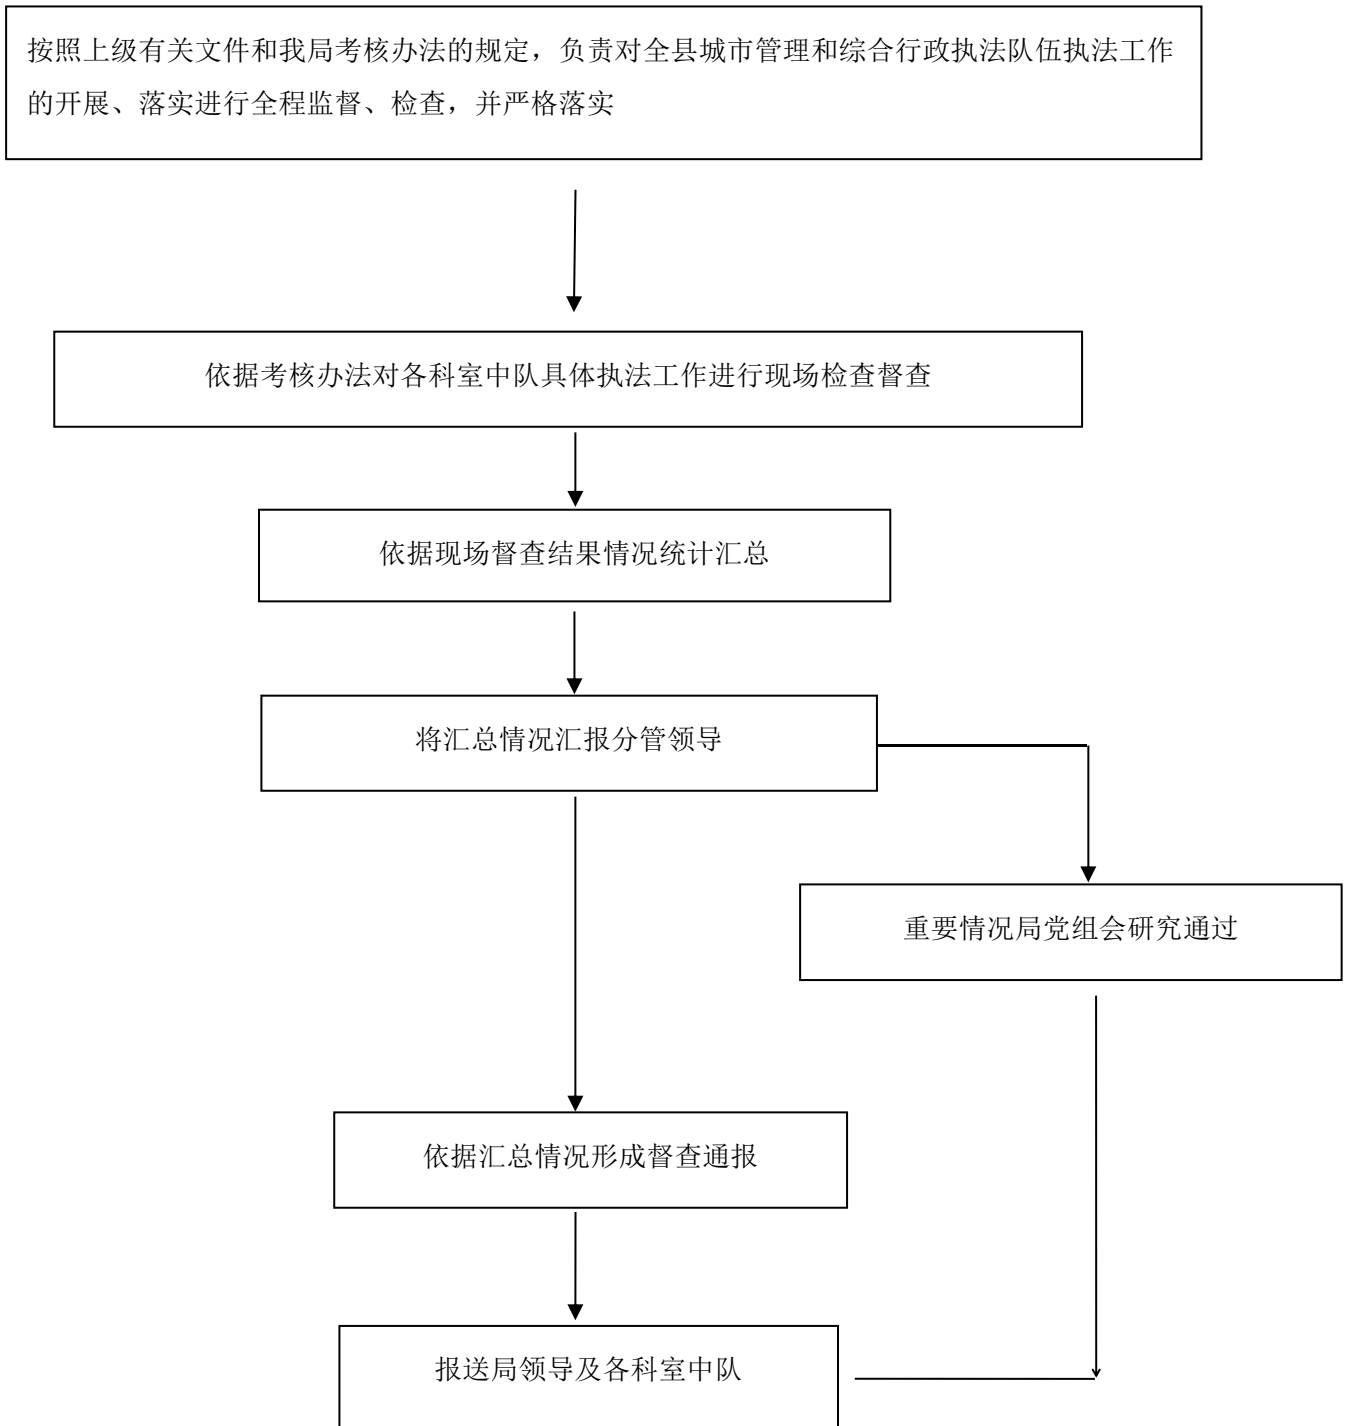 按照上级有关文件和我局考核办法的规定，负责对全县城市管理和综合行政执法队伍执法工作
的开展、落实进行全程监督、检查，并严格落实
依据考核办法对各科室中队具体执法工作进行现场检查督查
依据现场督查结果情况统计汇总
将汇总情况汇报分管领导
重要情况局党组会研究通过
依据汇总情况形成督查通报
报送局领导及各科室中队